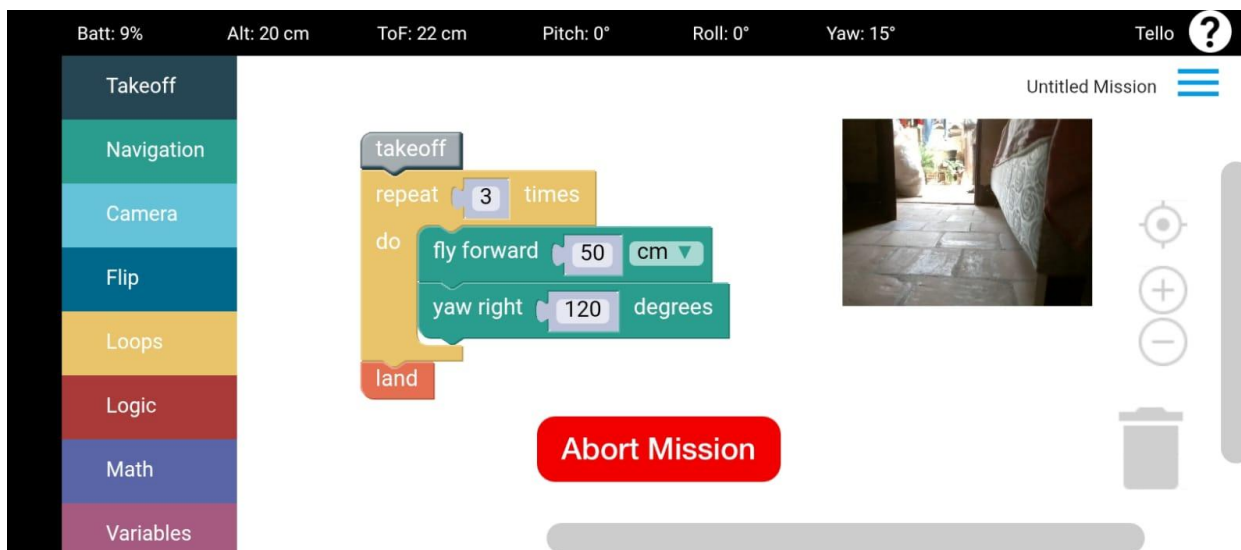 Batt: 9% Alt: 20 cm ToF: 22 cm Pitch: 0° Roll: 0° Yaw: 15° Tello ?
Untitled Mission
Takeoff
Navigation
Camera
Flip
Loops
Logic
Math
Variables
takeoff
repeat 3 times
do
fly forward 50 cm ▼
yaw right 120 degrees
land
Abort Mission